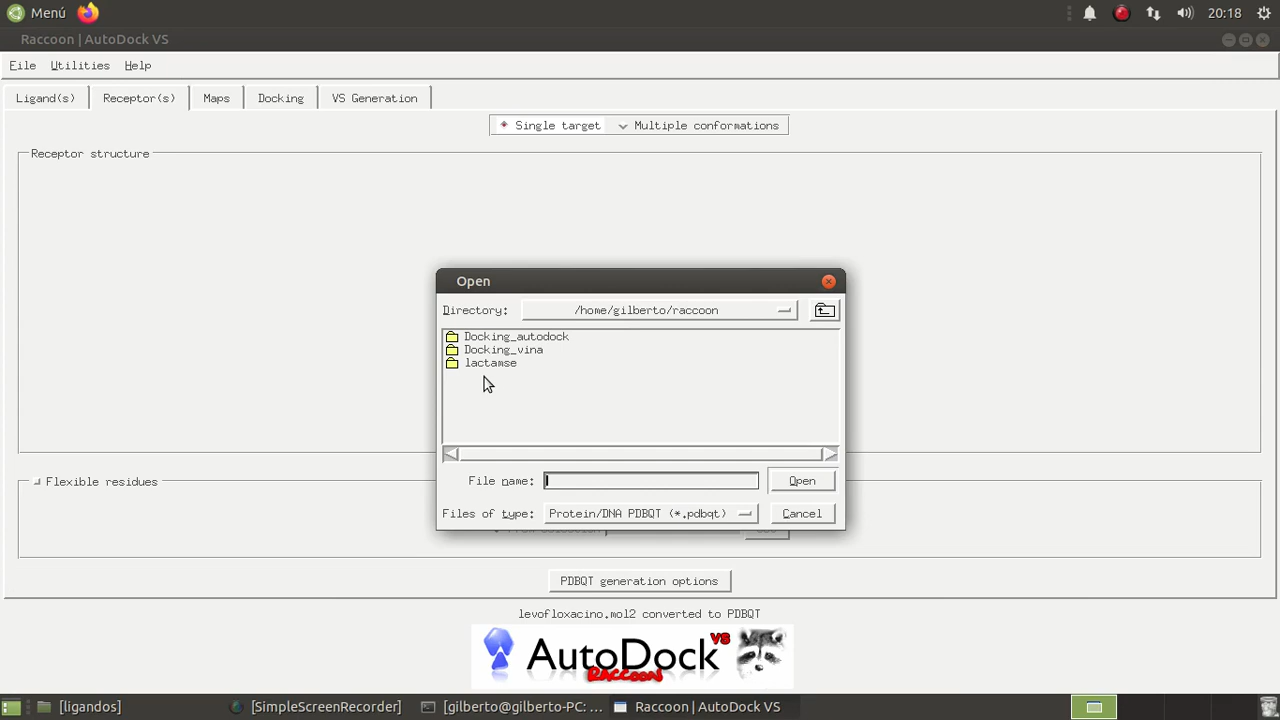 Menú 20:18
Raccoon | AutoDock VS
File Utilities Help
Ligand(s) Receptor(s) Maps Docking VS Generation
Single target Multiple conformations
Receptor structure
Open
Directory: /home/gilberto/raccoon
Docking_autodock
Docking_vina
lactamse
File name: Open
Files of type: Protein/DNA PDBQT (*.pdbqt) Cancel
Flexible residues
PDBQT generation options
levofloxacino.mol2 converted to PDBQT
AutoDock VS
RACCOON
[ligandos] [SimpleScreenRecorder] [gilberto@gilberto-PC: ... Raccoon | AutoDock VS